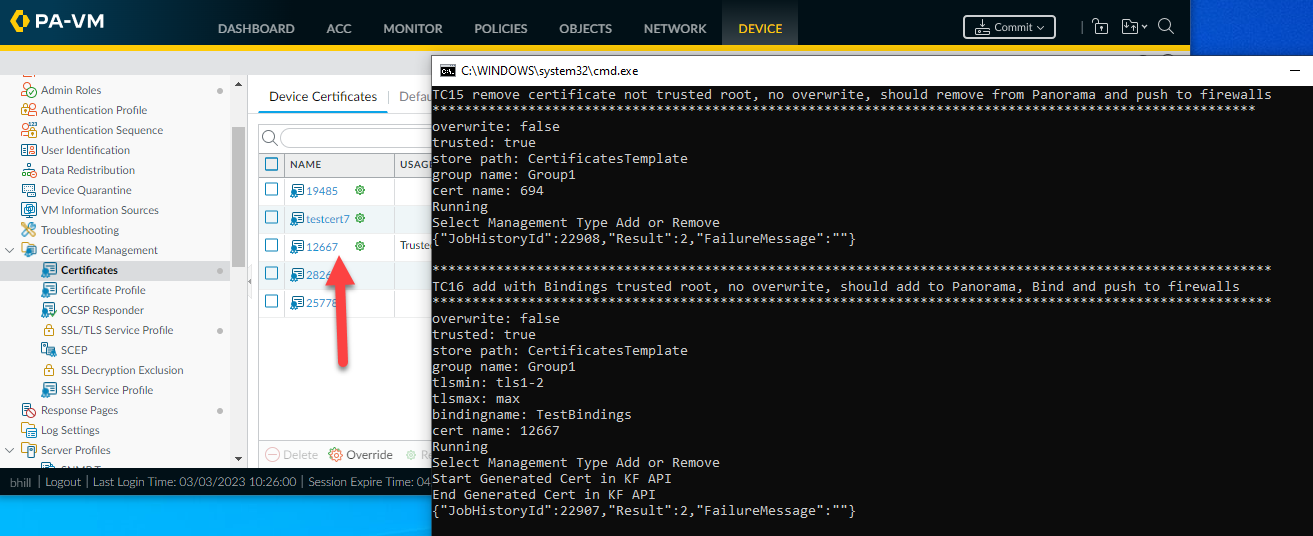 PA-VM
DASHBOARD
ACC
MONITOR
POLICIES
OBJECTS
NETWORK
DEVICE
Commit
Admin Roles
Authentication Profile
Authentication Sequence
User Identification
Data Redistribution
Device Quarantine
VM Information Sources
Troubleshooting
Certificate Management
Certificates
Certificate Profile
OCSP Responder
SSL/TLS Service Profile
SCEP
SSL Decryption Exclusion
SSH Service Profile
Response Pages
Log Settings
Server Profiles
Device Certificates
NAME
19485
testcert7
12667
25778
Delete
Override
bhill | Logout | Last Login Time: 03/03/2023 10:26:00 | Session Expire Time: 04
C:\WINDOWS\system32\cmd.exe
TC15 remove certificate not trusted root, no overwrite, should remove from Panorama and push to firewalls
*******************************************************************************************************
overwrite: false
trusted: true
store path: CertificatesTemplate
group name: Group1
cert name: 694
Running
Select Management Type Add or Remove
{"JobHistoryId":22908,"Result":2,"FailureMessage":""}
*********************************************************************************************************
TC16 add with Bindings trusted root, no overwrite, should add to Panorama, Bind and push to firewalls
*********************************************************************************************************
overwrite: false
trusted: true
store path: CertificatesTemplate
group name: Group1
tlsmin: tls1-2
tlsmax: max
bindingname: TestBindings
cert name: 12667
Running
Select Management Type Add or Remove
Start Generated Cert in KF API
End Generated Cert in KF API
{"JobHistoryId":22907,"Result":2,"FailureMessage":""}